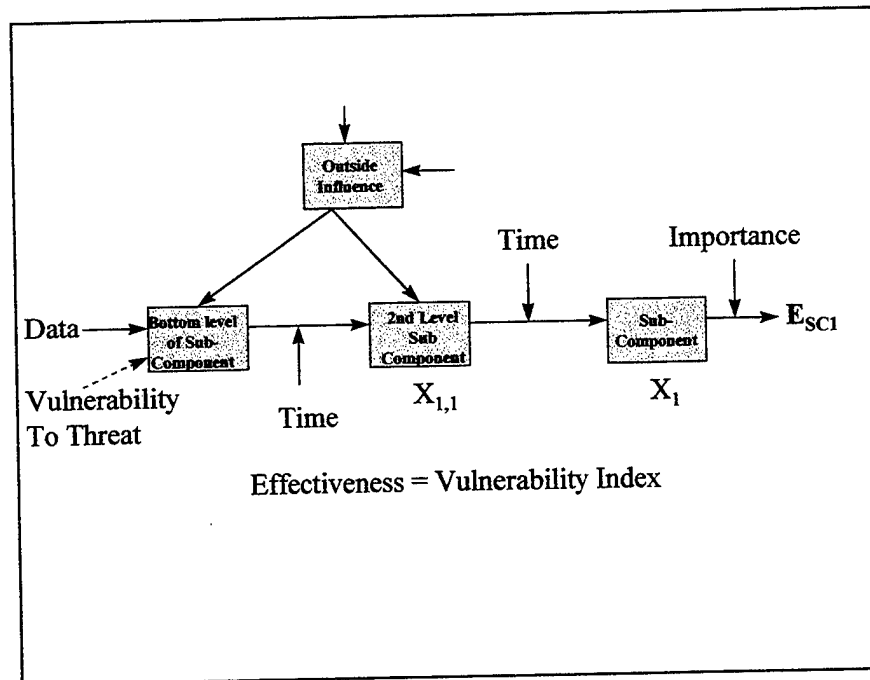 Outside
Influence
Time
Importance
Data
Bottom level
of Sub-
Component
2nd Level
Sub
Component
Sub-
Component
E_SC1
Vulnerability
To Threat
Time
X_1,1
X_1
Effectiveness = Vulnerability Index